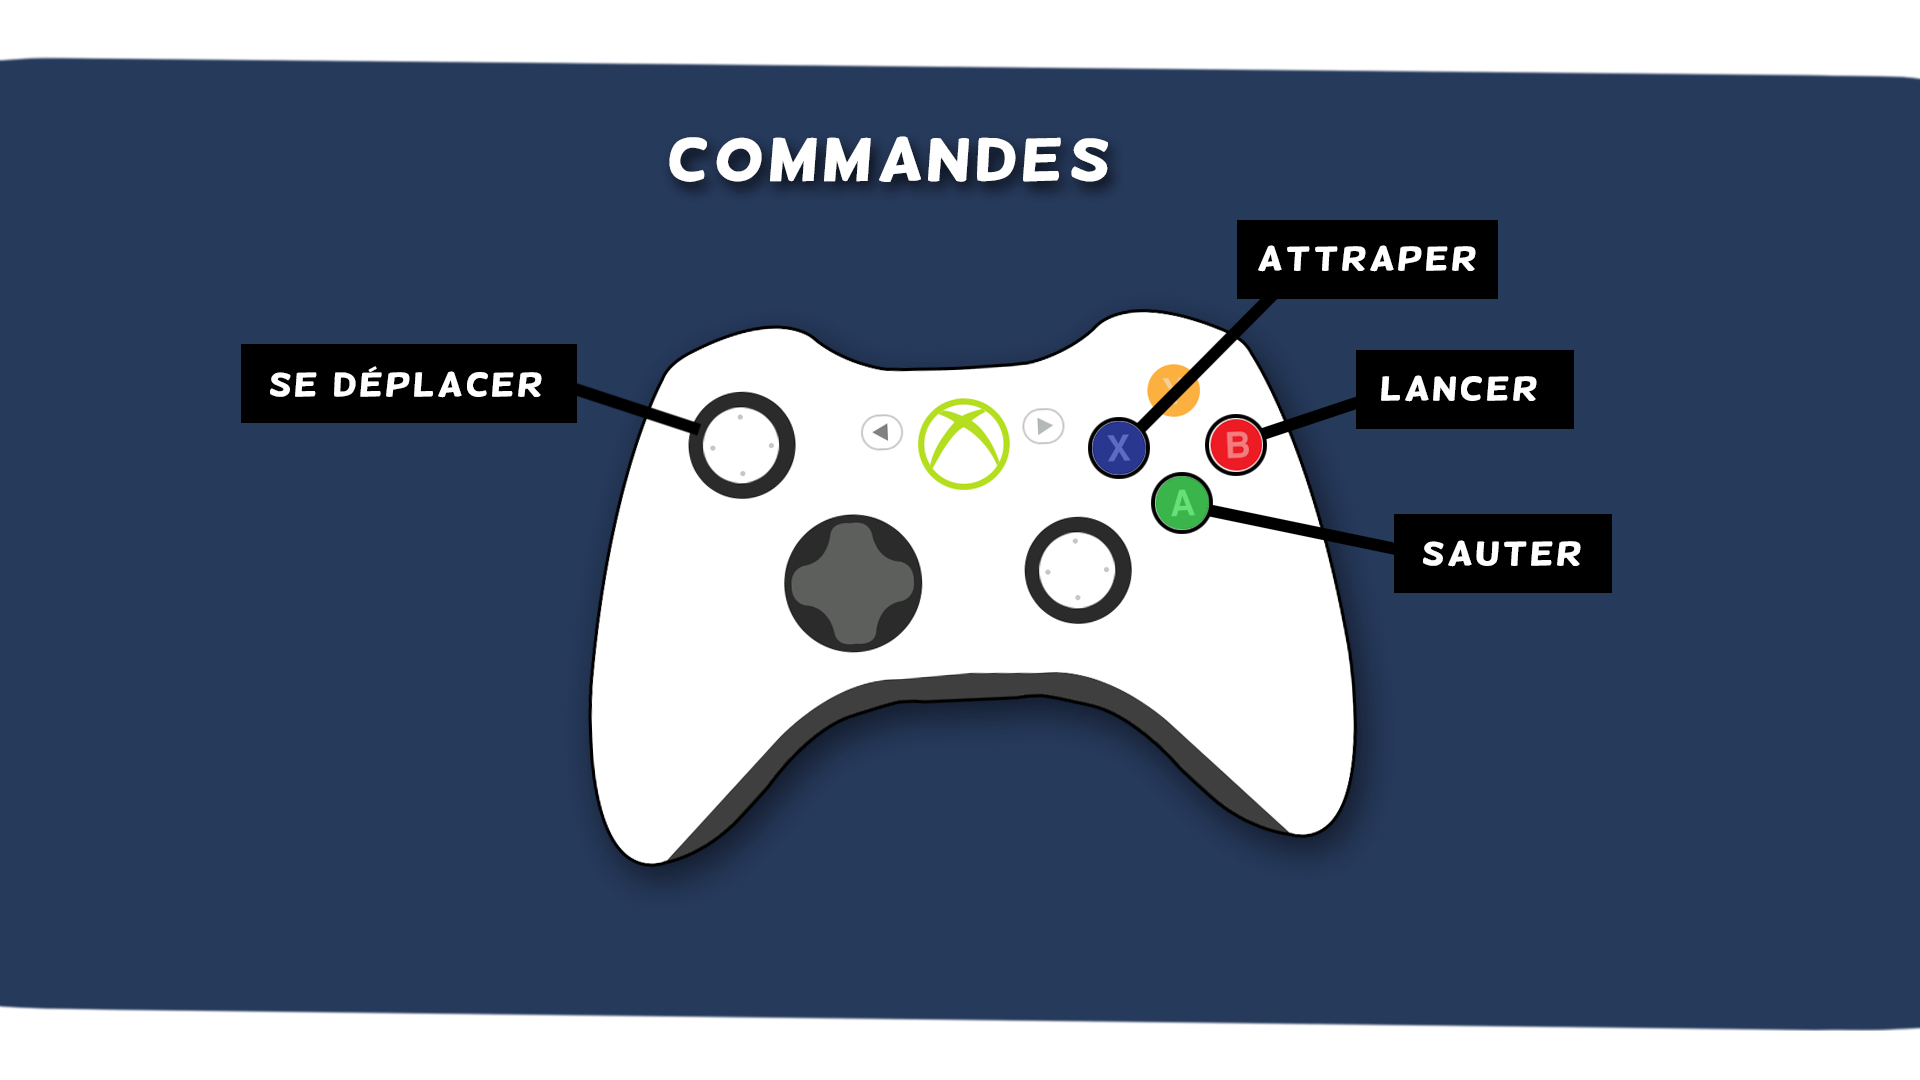 COMMANDES
ATTRAPER
SE DÉPLACER
LANCER
X
B
A
SAUTER